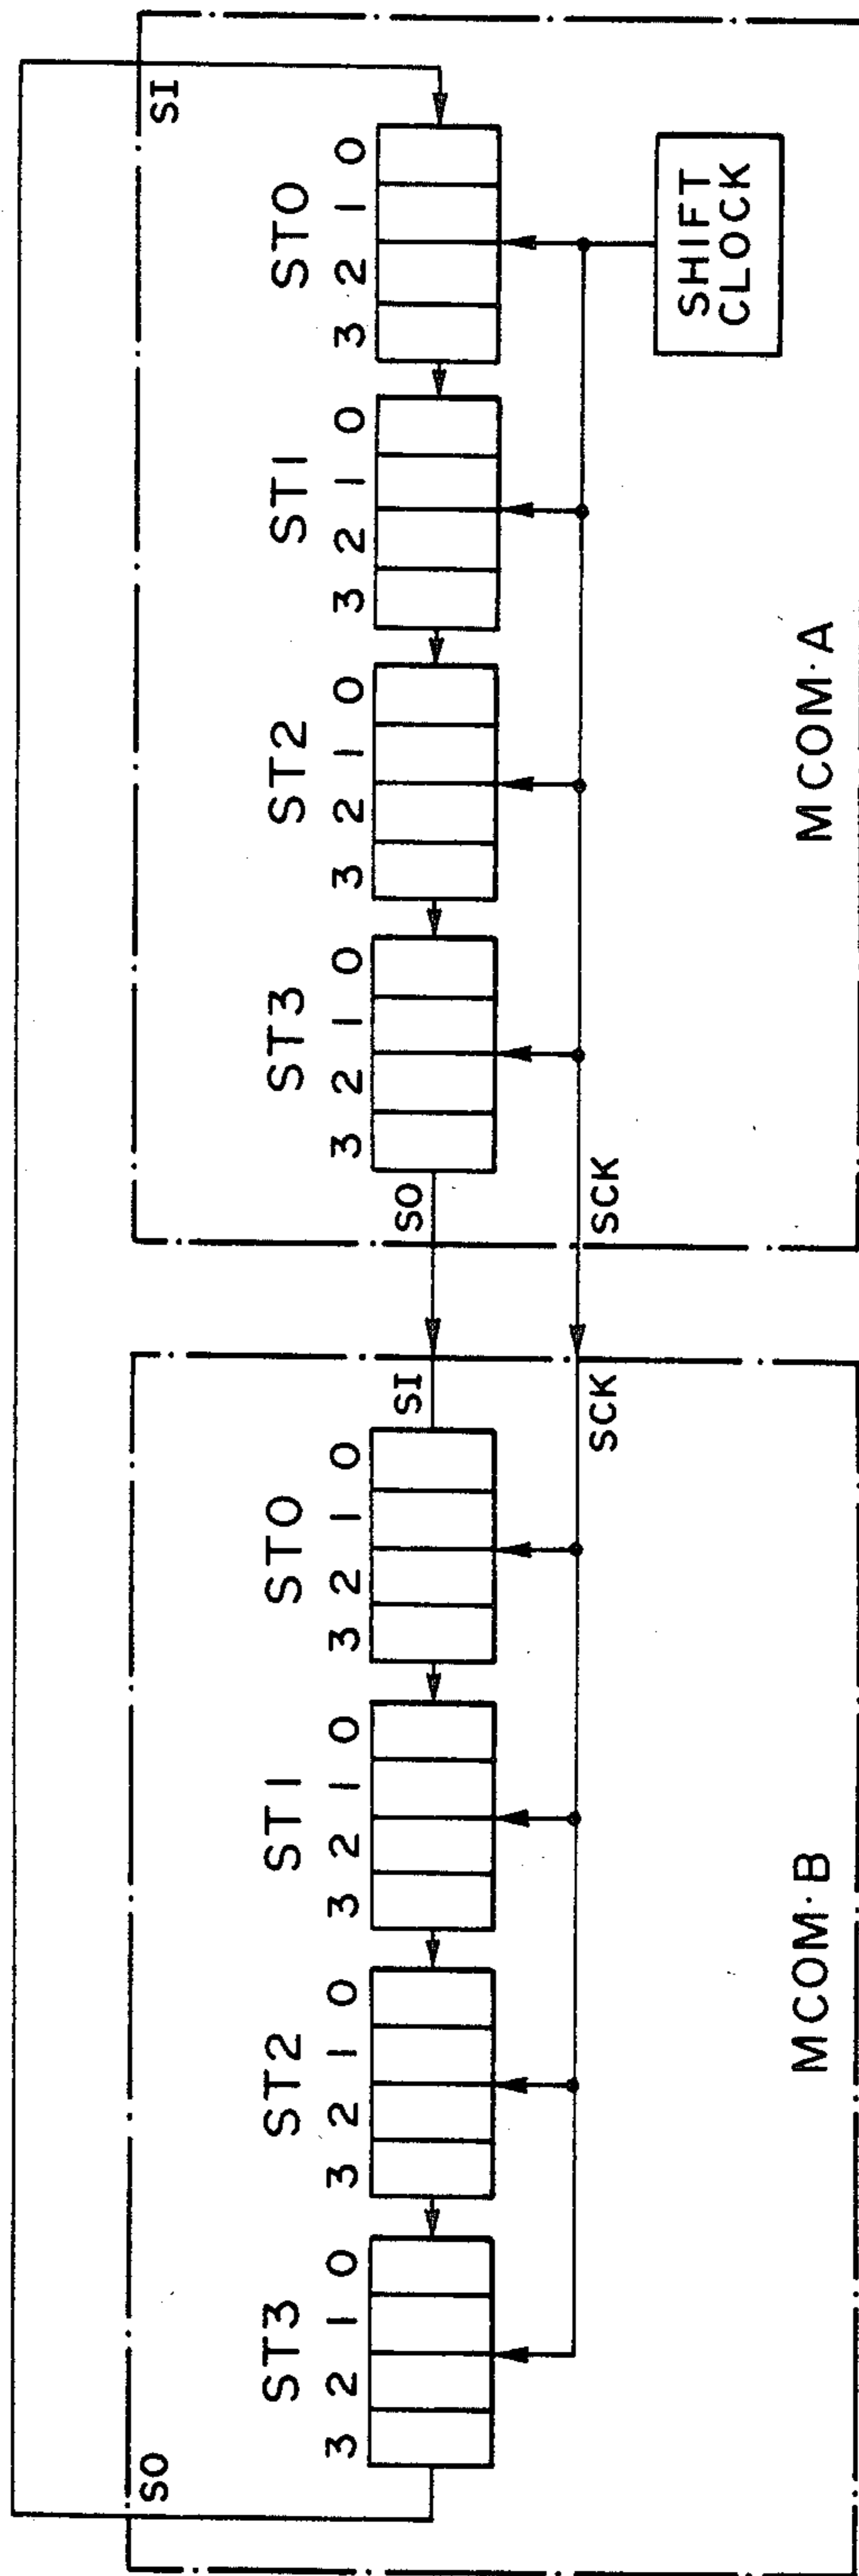 SO
SI
ST3 ST2 ST1 ST0
3 2 1 0 3 2 1 0 3 2 1 0 3 2 1 0
SI
SCK
MCOM·B
SO
SCK
ST3 ST2 ST1 ST0
3 2 1 0 3 2 1 0 3 2 1 0 3 2 1 0
SHIFT
CLOCK
MCOM·A